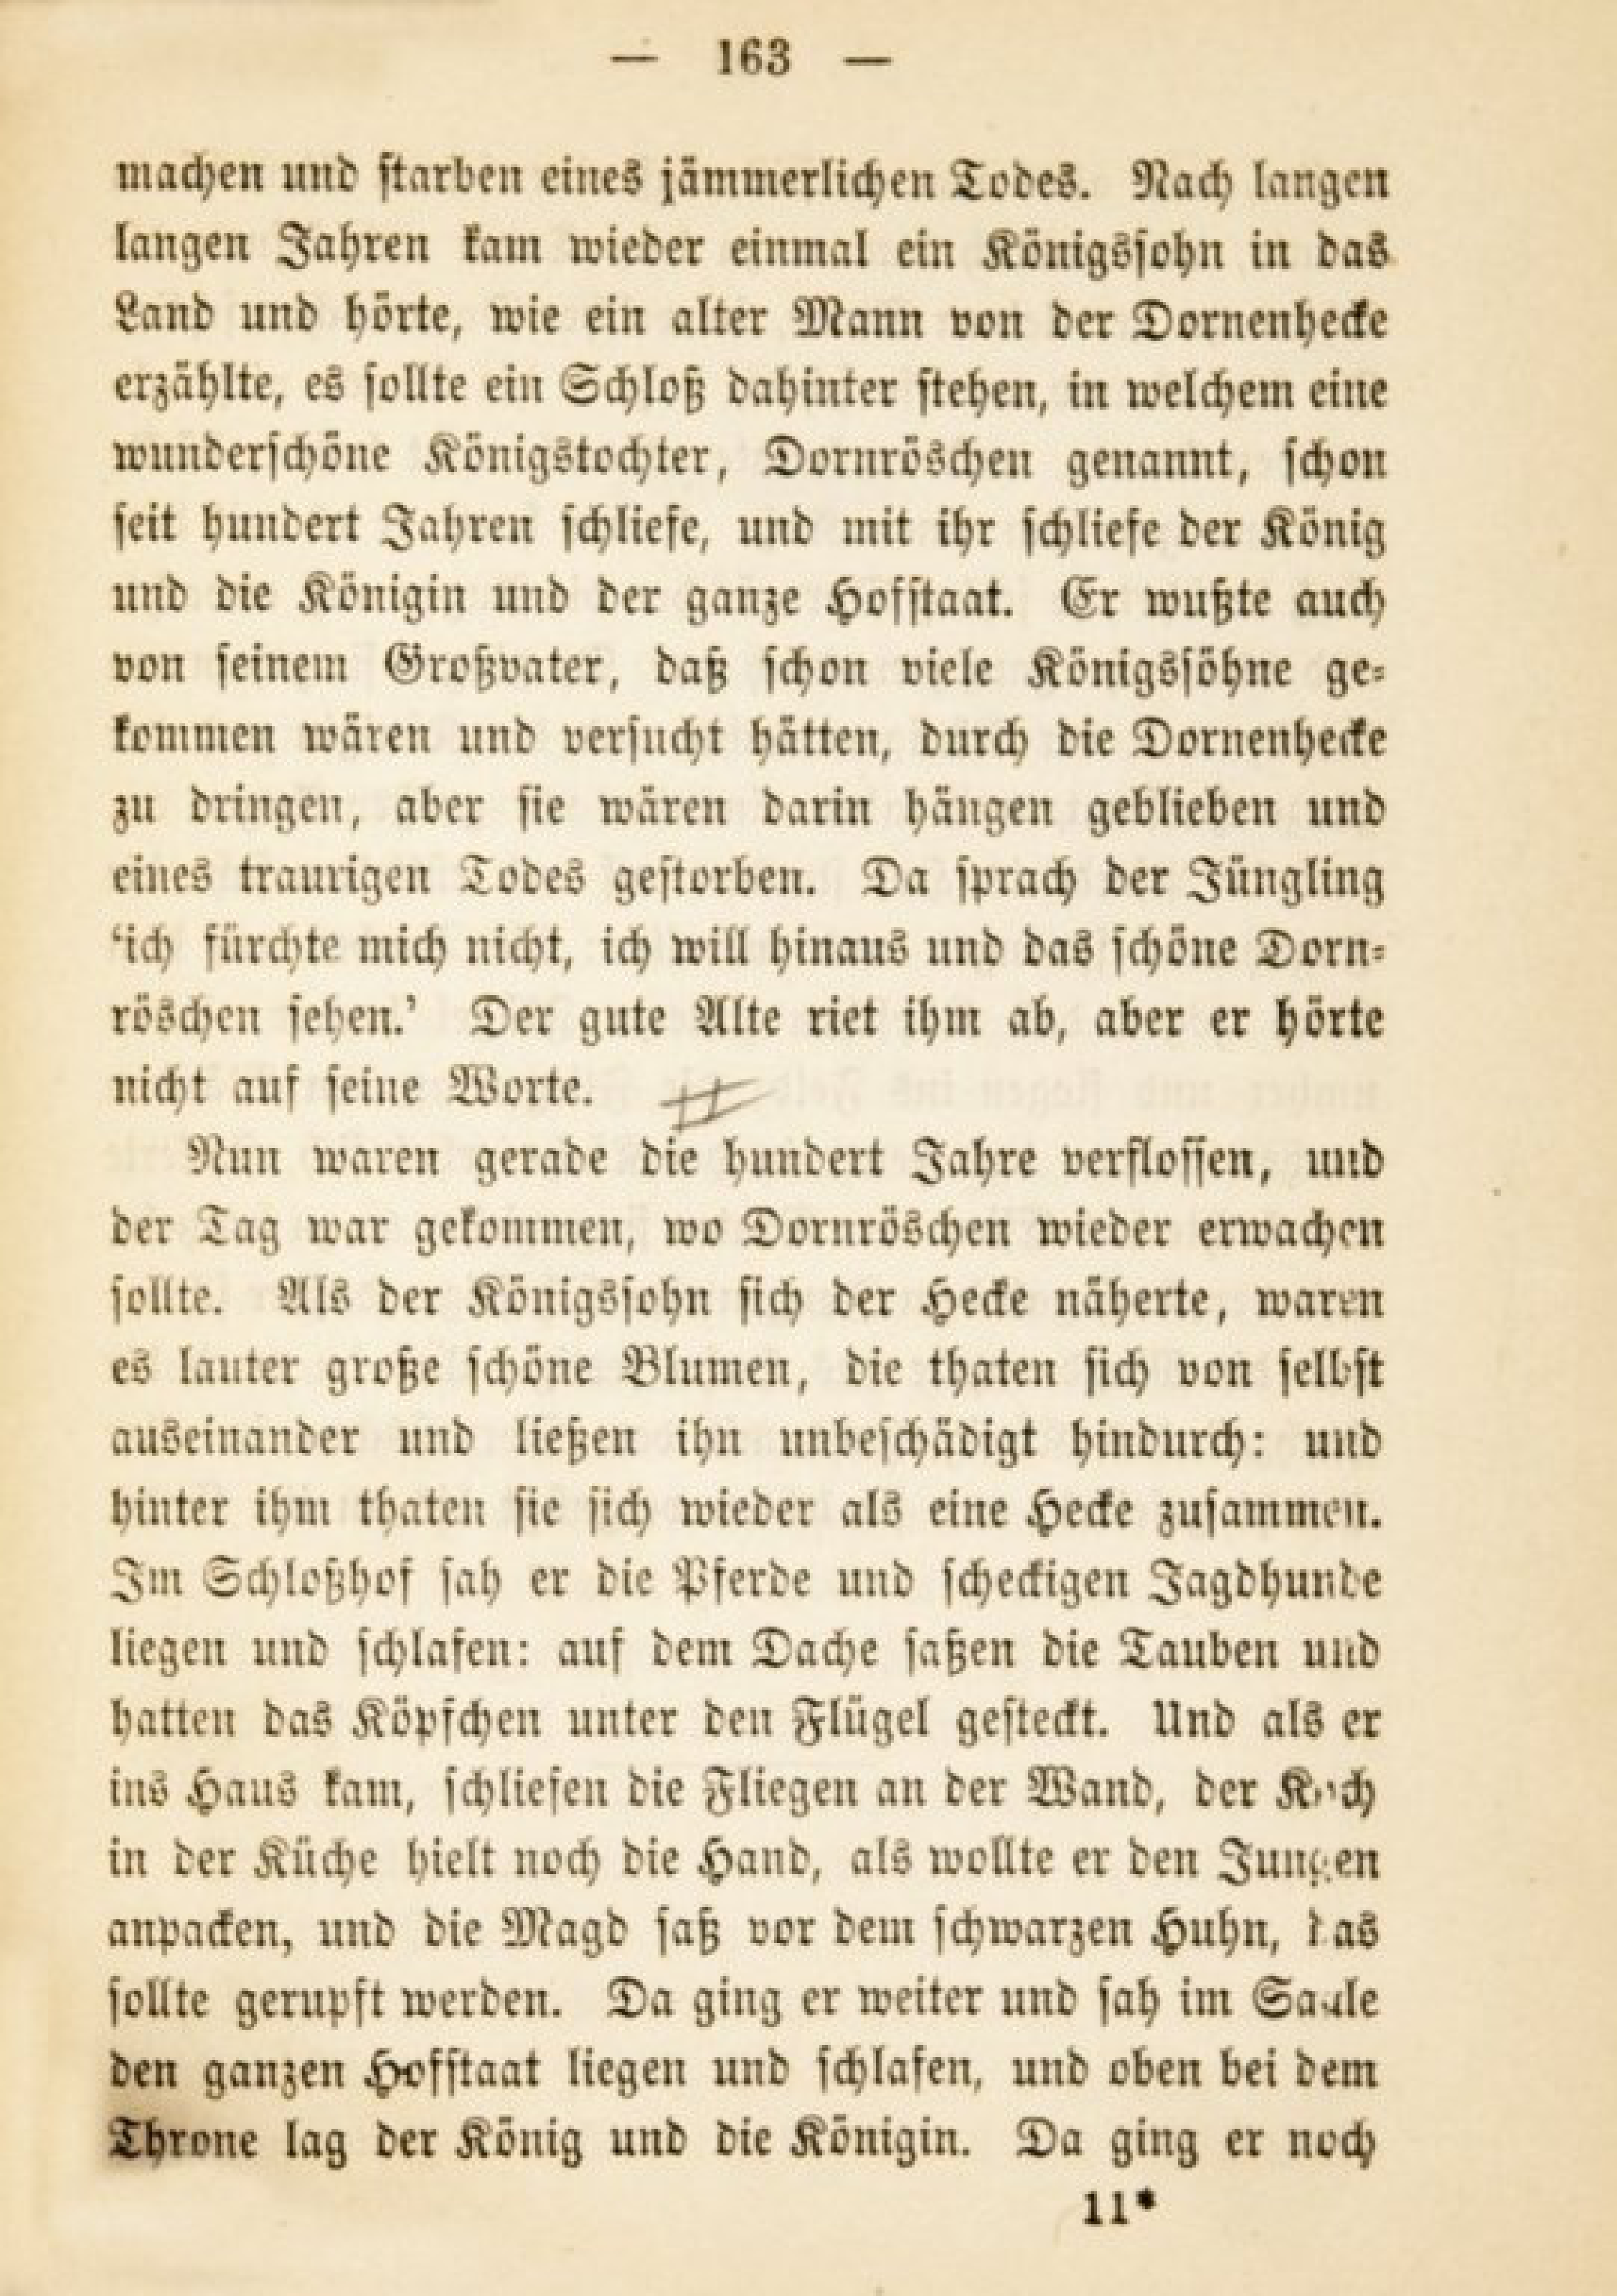 — 163 —
machen und starben eines jämmerlichen Todes. Nach langen
langen Jahren kam wieder einmal ein Königssohn in das
Land und hörte, wie ein alter Mann von der Dornenhecke
erzählte, es sollte ein Schloß dahinter stehen, in welchem eine
wunderschöne Königstochter, Dornröschen genannt, schon
seit hundert Jahren schliefe, und mit ihr schliefe der König
und die Königin und der ganze Hofstaat. Er wußte auch
von seinem Großvater, daß schon viele Königssöhne ge-
kommen wären und versucht hätten, durch die Dornenhecke
zu dringen, aber sie wären darin hängen geblieben und
eines traurigen Todes gestorben. Da sprach der Jüngling
‘ich fürchte mich nicht, ich will hinaus und das schöne Dorn-
röschen sehen.’ Der gute Alte riet ihm ab, aber er hörte
nicht auf seine Worte.
Nun waren gerade die hundert Jahre verflossen, und
der Tag war gekommen, wo Dornröschen wieder erwachen
sollte. Als der Königssohn sich der Hecke näherte, waren
es lauter große schöne Blumen, die thaten sich von selbst
auseinander und ließen ihn unbeschädigt hindurch: und
hinter ihm thaten sie sich wieder als eine Hecke zusammen.
Im Schloßhof sah er die Pferde und scheckigen Jagdhunde
liegen und schlafen: auf dem Dache saßen die Tauben und
hatten das Köpfchen unter den Flügel gesteckt. Und als er
ins Haus kam, schliefen die Fliegen an der Wand, der Koch
in der Küche hielt noch die Hand, als wollte er den Jungen
anpacken, und die Magd saß vor dem schwarzen Huhn, das
sollte gerupft werden. Da ging er weiter und sah im Saale
den ganzen Hofstaat liegen und schlafen, und oben bei dem
Throne lag der König und die Königin. Da ging er noch
11*